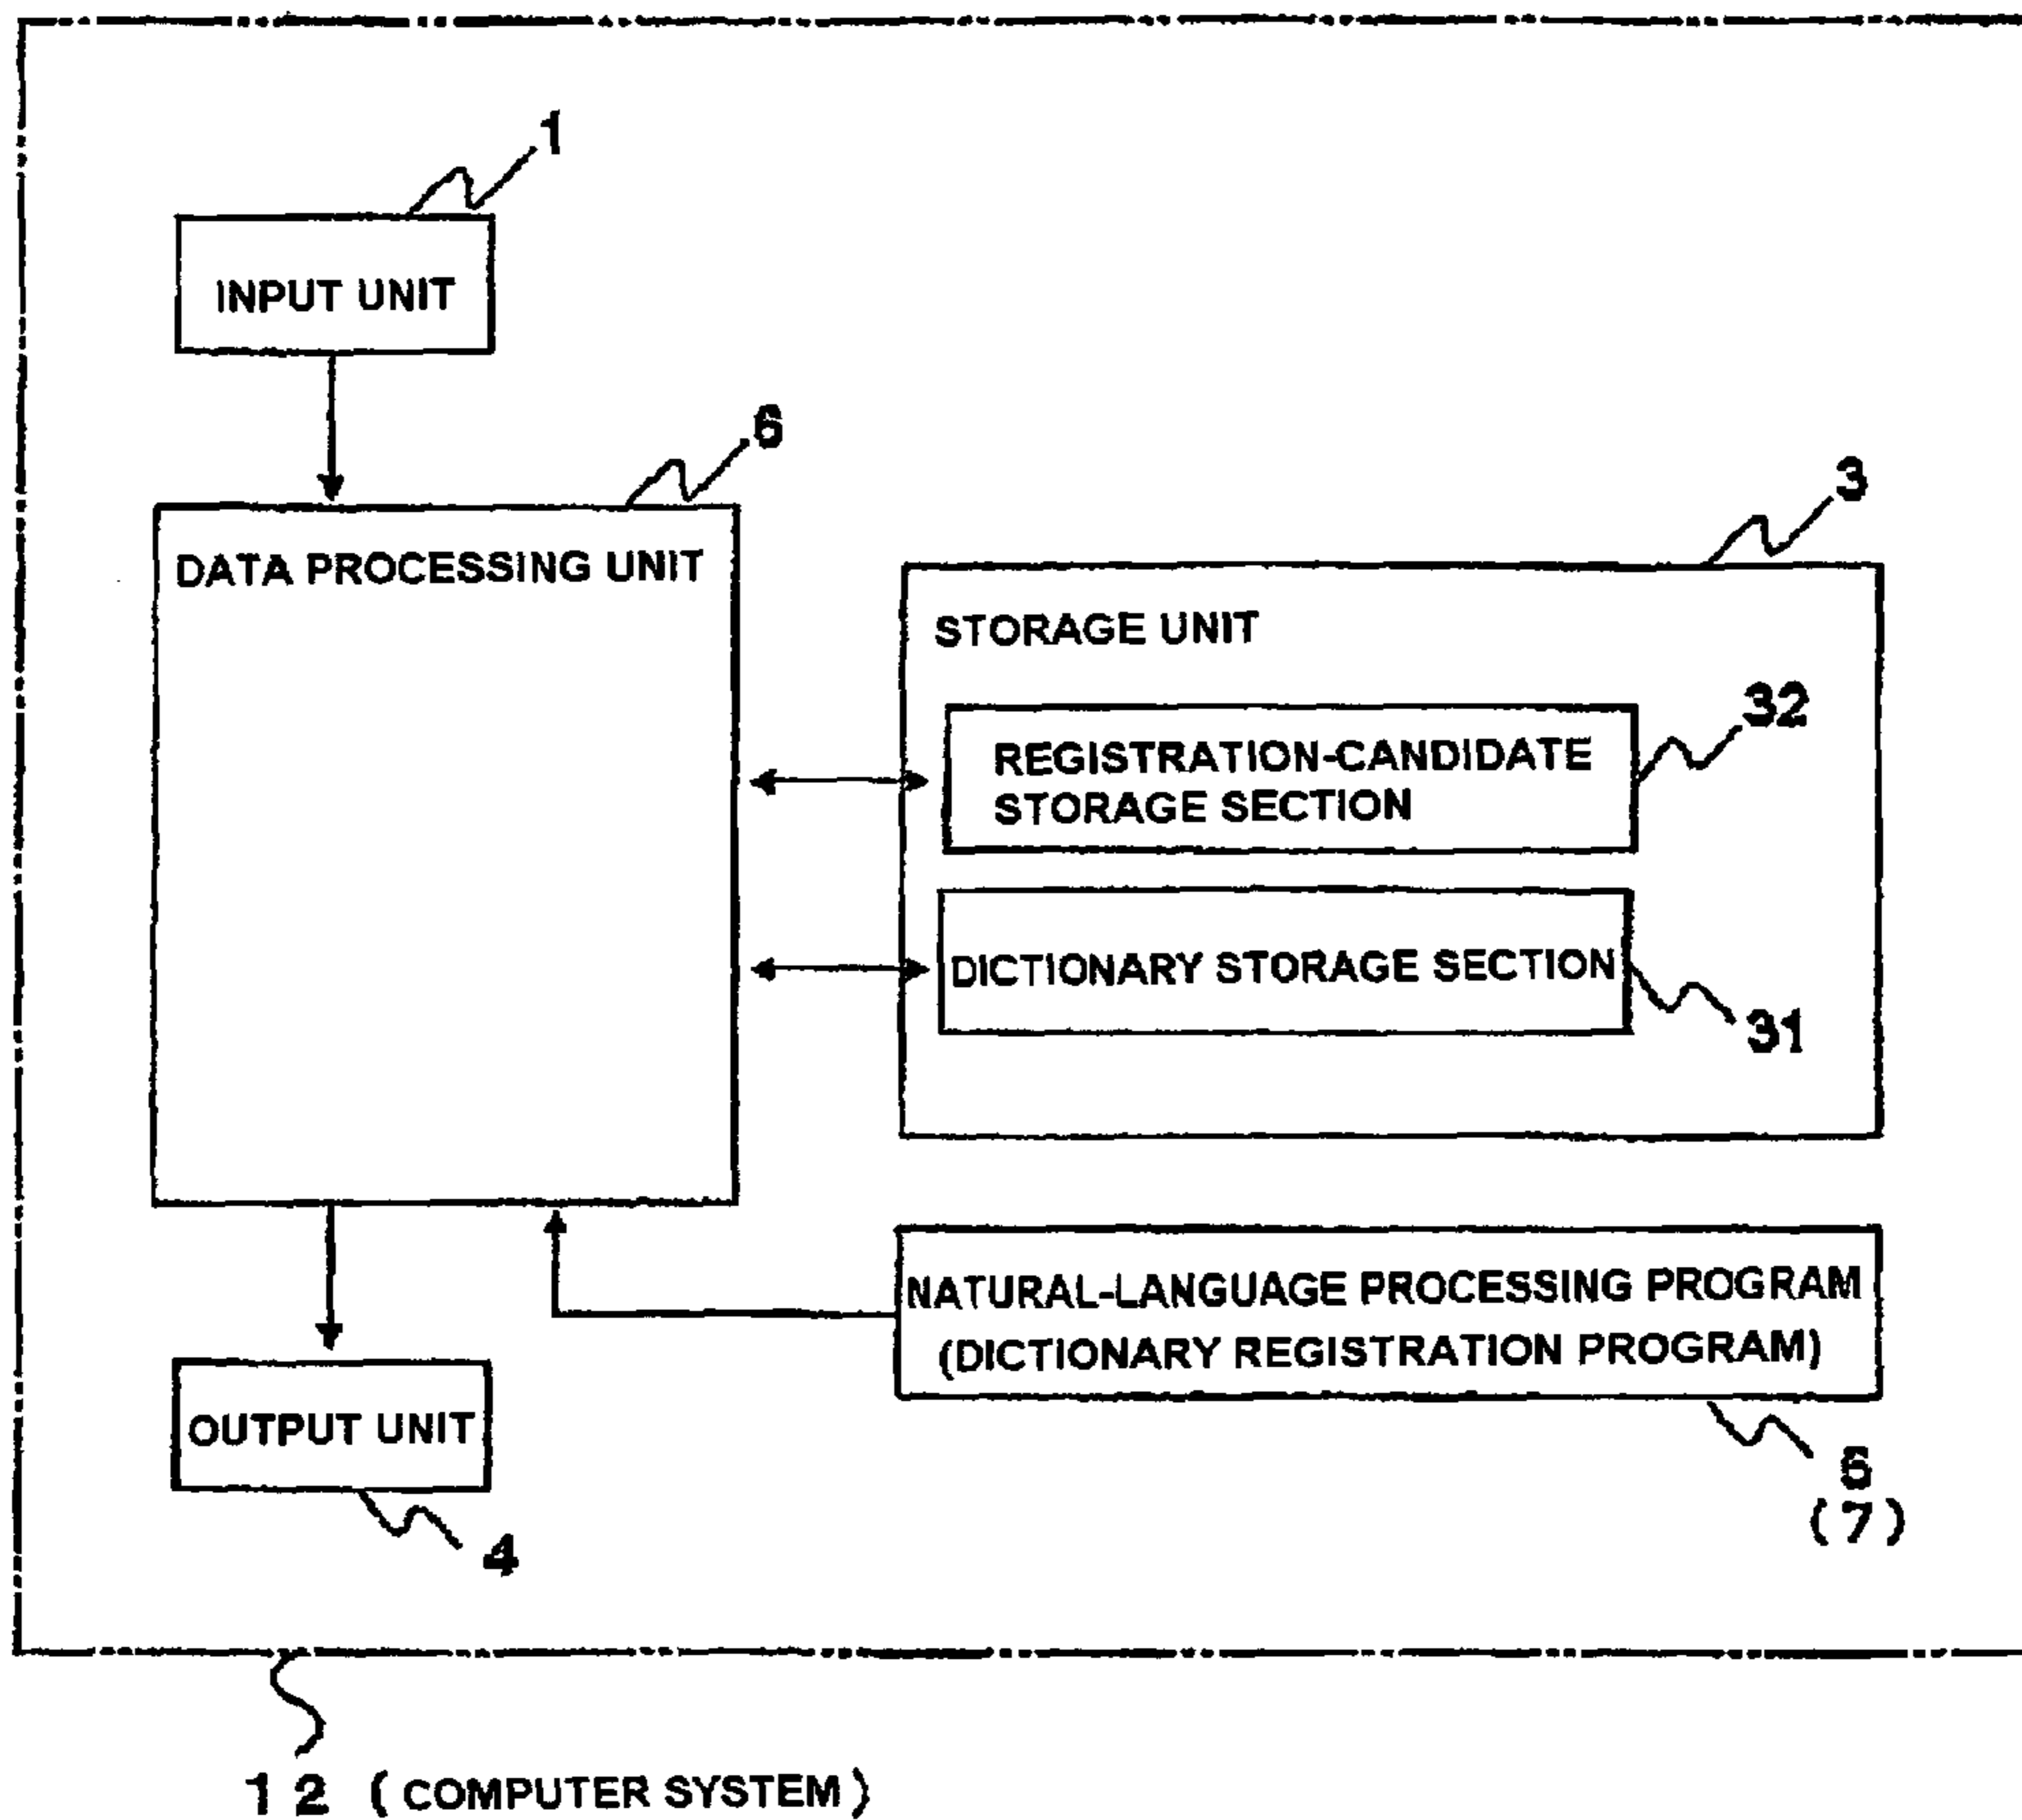 1
INPUT UNIT
6
DATA PROCESSING UNIT
3
STORAGE UNIT
32
REGISTRATION-CANDIDATE
STORAGE SECTION
DICTIONARY STORAGE SECTION
31
NATURAL-LANGUAGE PROCESSING PROGRAM
(DICTIONARY REGISTRATION PROGRAM)
OUTPUT UNIT
5
(7)
4
12 (COMPUTER SYSTEM)